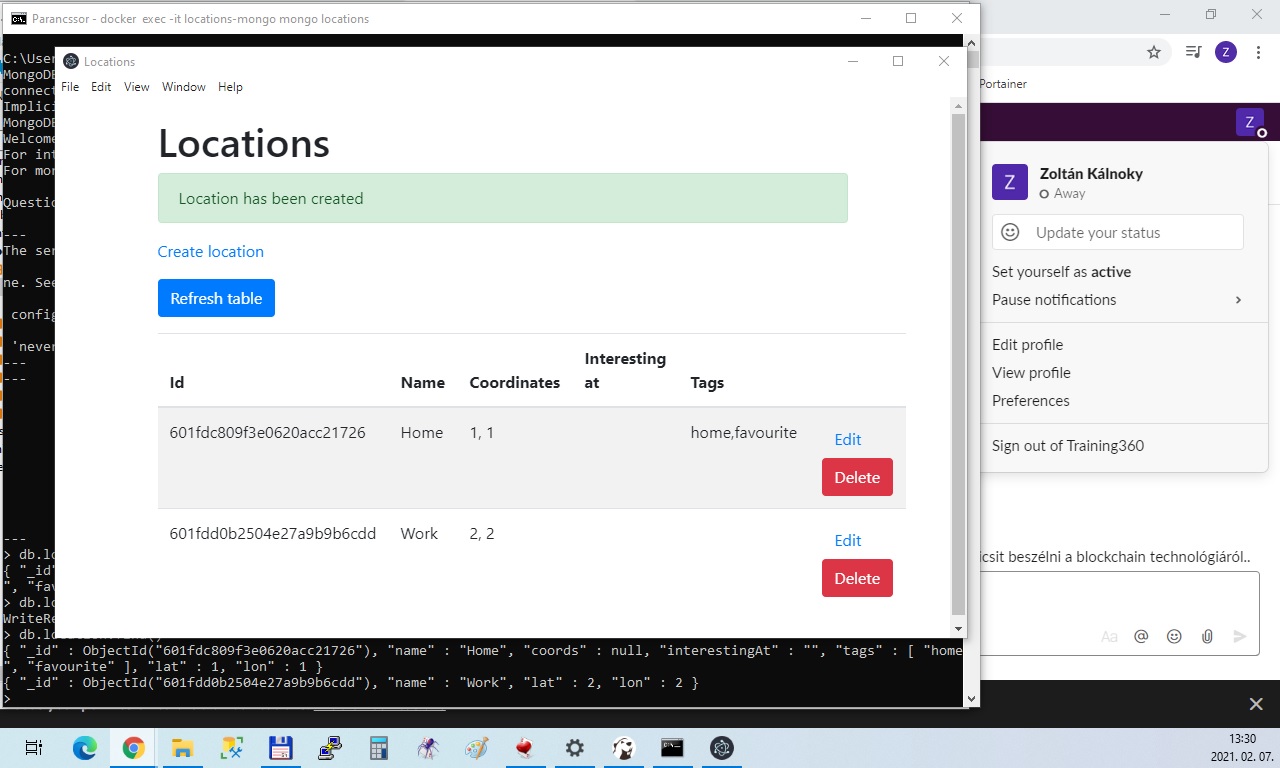 Parancssor - docker exec -it locations-mongo mongo locations
Locations
File Edit View Window Help
Locations
Location has been created
Create location
Refresh table
Id Name Coordinates Interesting at Tags
601fdc809f3e0620acc21726 Home 1, 1 home,favourite Edit
Delete
601fdd0b2504e27a9b9b6cdd Work 2, 2 Edit
Delete
C:\User
MongoDB
connect
Implici
MongoDB
Welcome
For int
For mor
Questio
---
The ser
ne. See
config
'never
---
---
---
> db.lo
{ "_id"
", "fav
> db.lo
WriteRe
{ "_id" : ObjectId("601fdc809f3e0620acc21726"), "name" : "Home", "coords" : null, "interestingAt" : "", "tags" : [ "home
", "favourite" ], "lat" : 1, "lon" : 1 }
{ "_id" : ObjectId("601fdd0b2504e27a9b9b6cdd"), "name" : "Work", "lat" : 2, "lon" : 2 }
>
Z
Portainer
Z
Z
Zoltán Kálnoky
Away
Update your status
Set yourself as active
Pause notifications
Edit profile
View profile
Preferences
Sign out of Training360
icsit beszélni a blockchain technológiáról..
Aa @
13:30
2021. 02. 07.